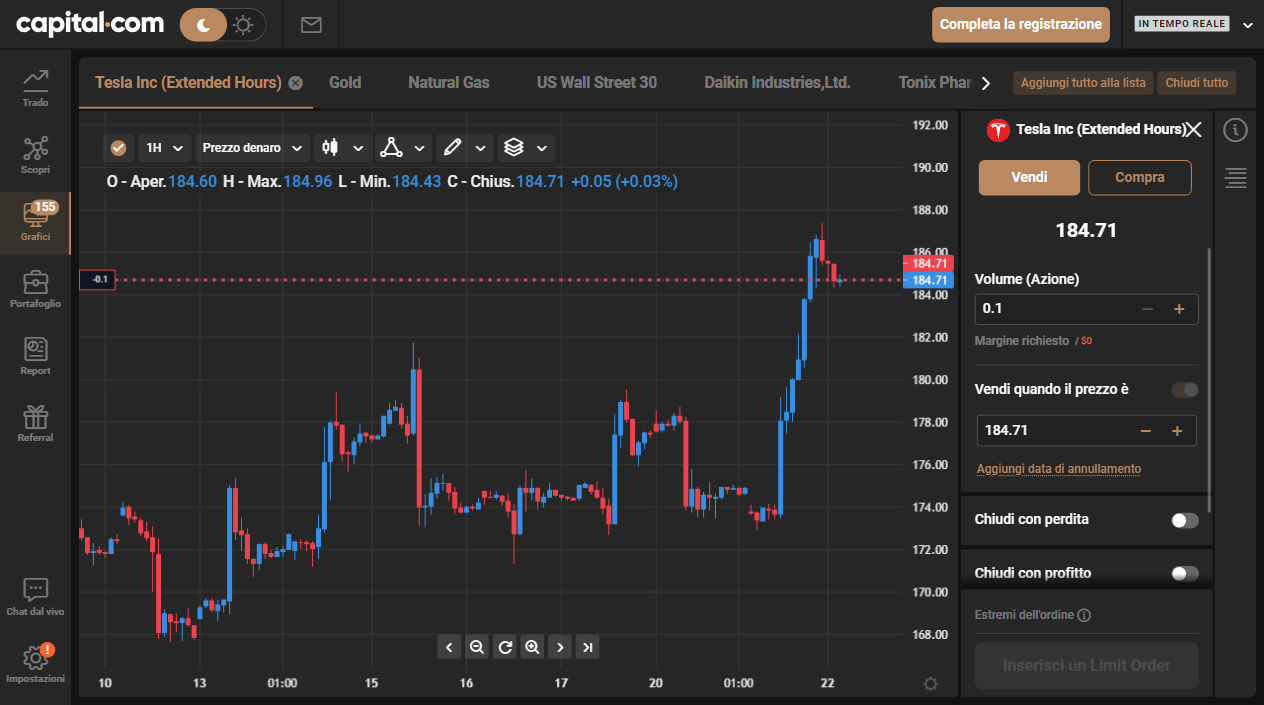 capital.com
Completa la registrazione
IN TEMPO REALE
Trado
Scopri
155
Grafici
Portafoglio
Report
Referral
Chat dal vivo
!
Impostazioni
Tesla Inc (Extended Hours)
Gold
Natural Gas
US Wall Street 30
Daikin Industries,Ltd.
Tonix Phar
Aggiungi tutto alla lista
Chiudi tutto
1H
Prezzo denaro
O - Aper. 184.60 H - Max. 184.96 L - Min. 184.43 C - Chius. 184.71 +0.05 (+0.03%)
-0.1
192.00
190.00
188.00
186.00
184.71
184.71
184.00
182.00
180.00
178.00
176.00
174.00
172.00
170.00
168.00
10
13
01:00
15
16
17
20
01:00
22
Tesla Inc (Extended Hours)
Vendi
Compra
184.71
Volume (Azione)
0.1
Margine richiesto / $0
Vendi quando il prezzo è
184.71
Aggiungi data di annullamento
Chiudi con perdita
Chiudi con profitto
Estremi dell'ordine
Inserisci un Limit Order